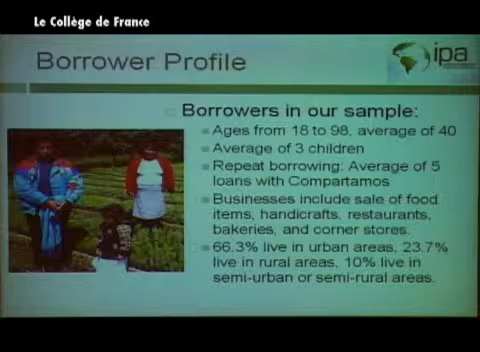 Le Collège de France
Borrower Profile
ipa
Borrowers in our sample:
Ages from 18 to 98, average of 40
Average of 3 children
Repeat borrowing: Average of 5
loans with Compartamos
Businesses include sale of food
items, handicrafts, restaurants,
bakeries, and corner stores.
66.3% live in urban areas, 23.7%
live in rural areas, 10% live in
semi-urban or semi-rural areas.